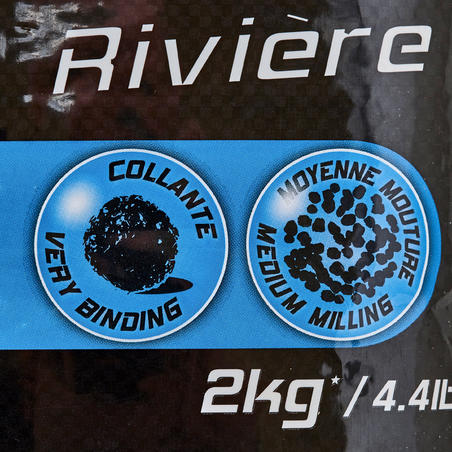 Rivière
COLLANTE
VERY BINDING
MOYENNE MOUTURE
MEDIUM MILLING
2kg* / 4.4lb